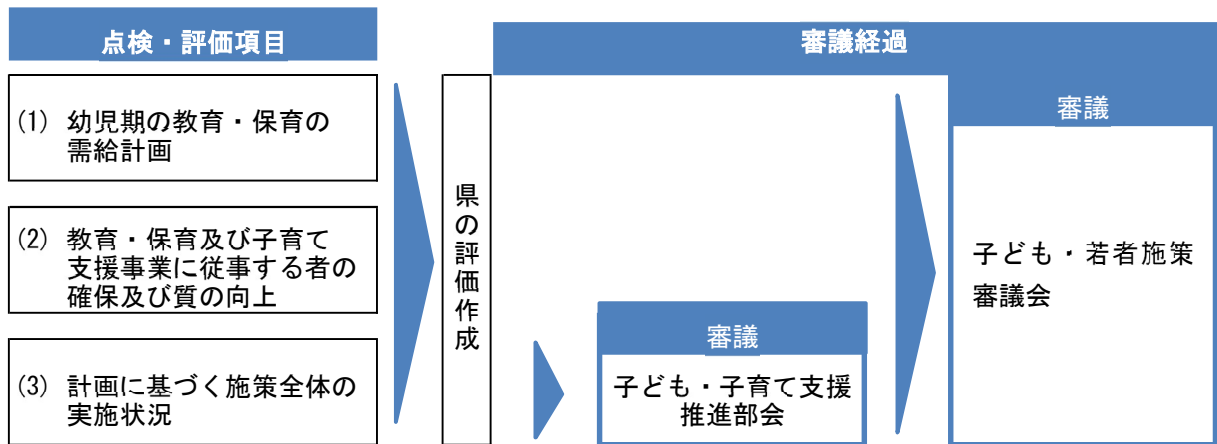 点検・評価項目
(1) 幼児期の教育・保育の
需給計画
(2) 教育・保育及び子育て
支援事業に従事する者の
確保及び質の向上
(3) 計画に基づく施策全体の
実施状況
県の評価作成
審議経過
審議
子ども・子育て支援
推進部会
審議
子ども・若者施策
審議会